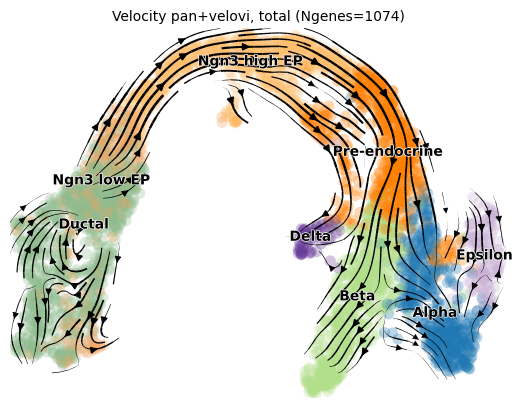 Velocity pan+velovi, total (Ngenes=1074)
Ngn3 high EP
Pre-endocrine
Ngn3 low EP
Ductal
Delta
Epsilon
Beta
Alpha